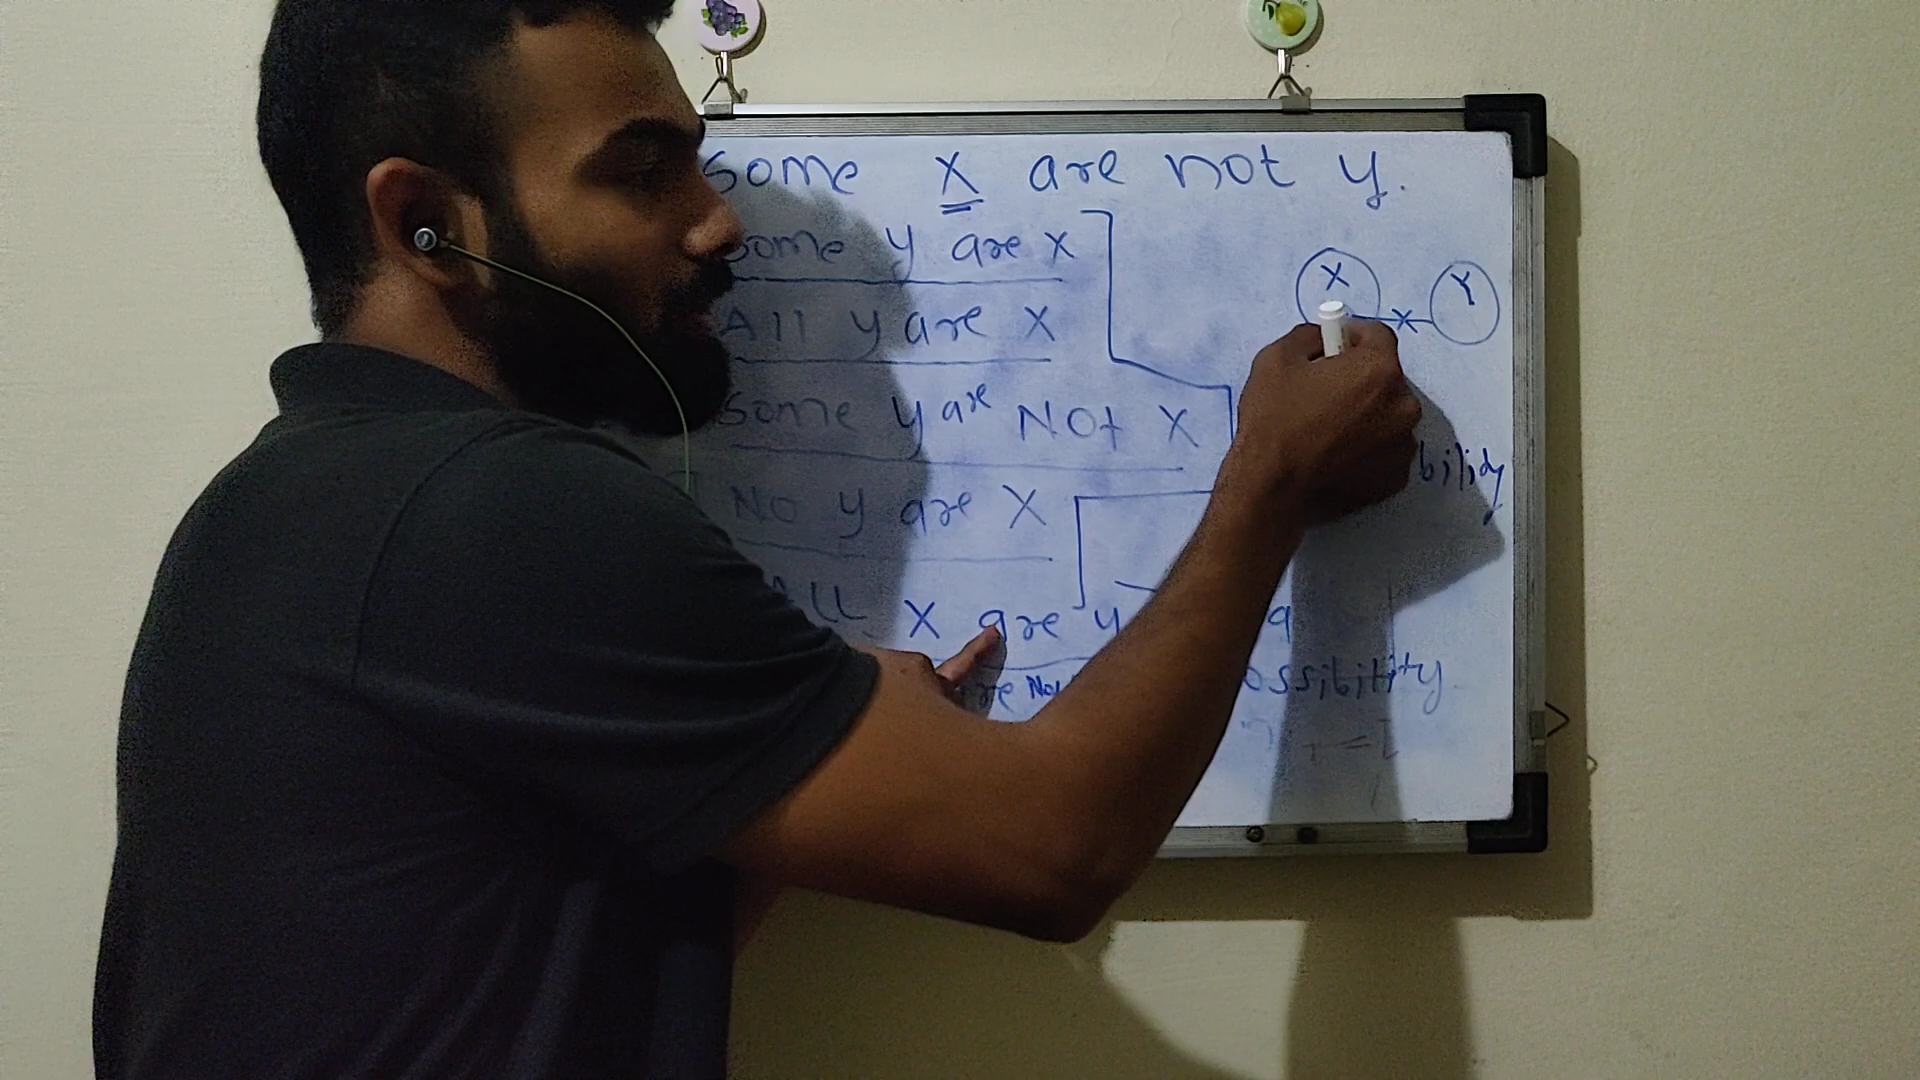 Some X are not y.
Some y are X
All y are X
X Y
X
Some y are Not X
bility
No y are X
ALL X are y
are Not ossibility